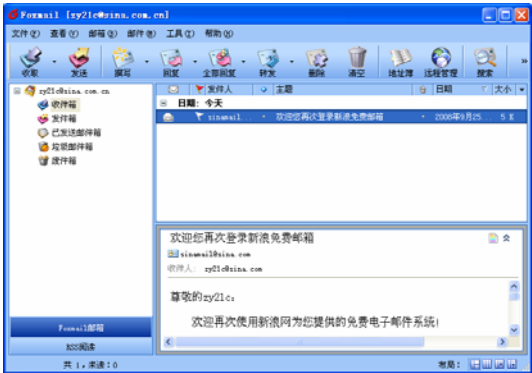 Foxmail [zy21c@sina.com.cn]
文件(F) 查看(V) 邮箱(B) 邮件(M) 工具(T) 帮助(H)
收取 发送 撰写 回复 全部回复 转发 删除 清空 地址簿 远程管理 搜索 »
发件人 主题 日期 大小
zy21c@sina.com.cn
收件箱
发件箱
已发送邮件箱
垃圾邮件箱
废件箱
日期: 今天
sinamail... 欢迎您再次登录新浪免费邮箱 2008年9月25... 5 K
欢迎您再次登录新浪免费邮箱
sinamail@sina.com
收件人: zy21c@sina.com
尊敬的zy21c:
欢迎再次使用新浪网为您提供的免费电子邮件系统!
Foxmail邮箱
RSS阅读
共 1，未读:0
布局: